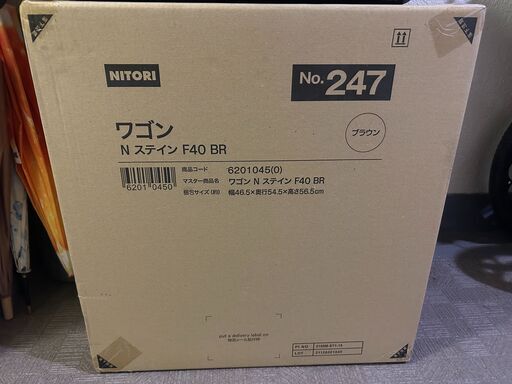 NITORI
No.247
ワゴン
N ステイン F40 BR
ブラウン
商品コード 6201045(0)
マスター商品名 ワゴン N ステイン F40 BR
梱包サイズ(約) 幅46.5×奥行54.5×高さ56.5cm
6201 0450
put a delivery label on
LOT